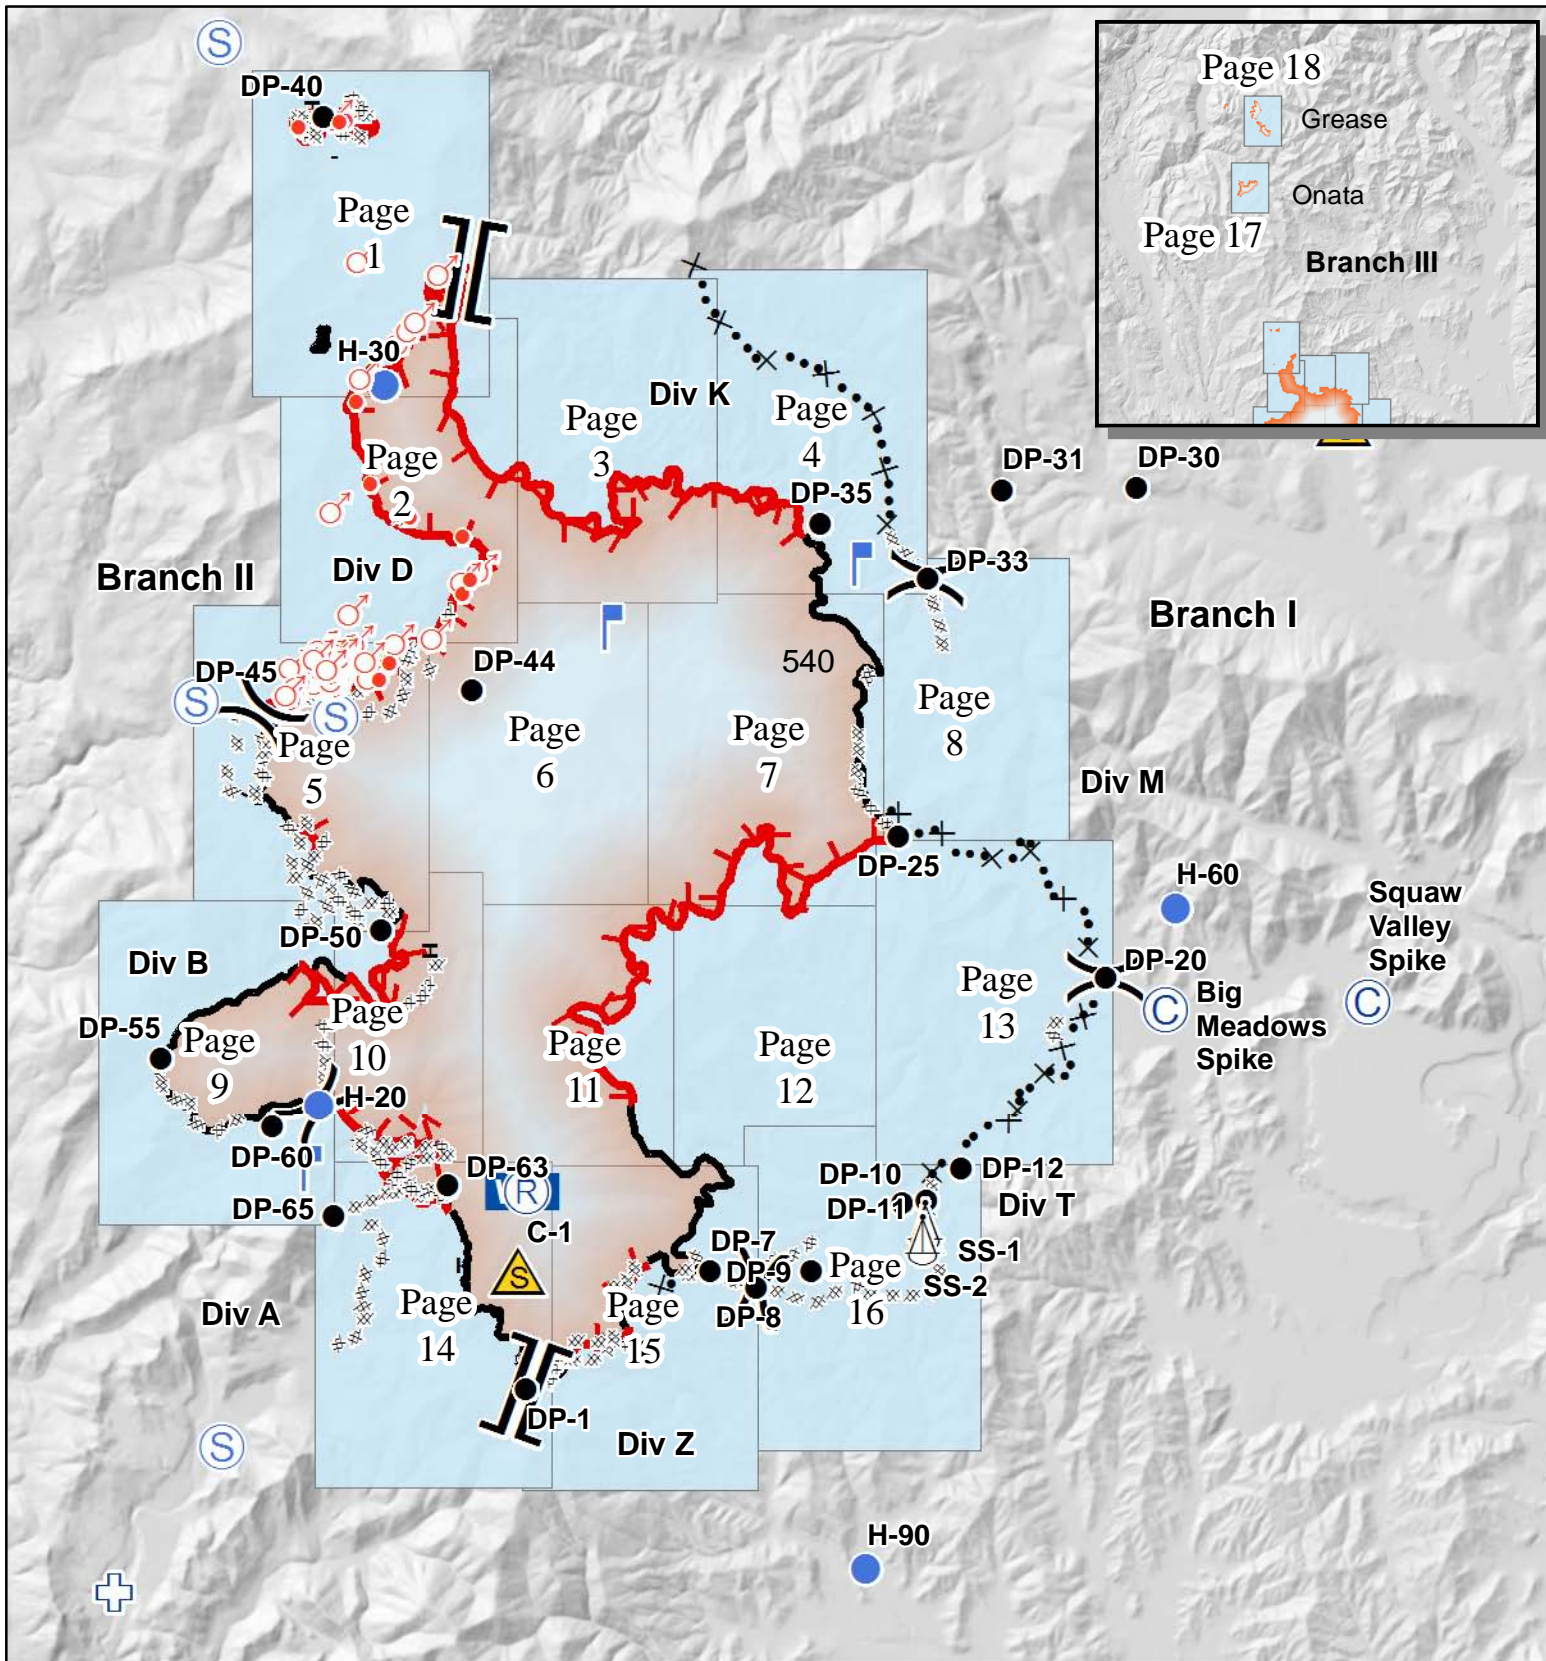 S
DP-40
Page 18
Grease
Onata
Page 17
Branch III
Page
1
H-30
Div K
Page
3
Page
4
Page
2
DP-35
DP-31
DP-30
Branch II
Div D
DP-33
Branch I
DP-45
S
S
DP-44
540
Page
5
Page
6
Page
7
Page
8
Div M
DP-25
H-60
Squaw
Valley
Spike
C
DP-50
Div B
DP-20
C
Big
Meadows
Spike
DP-55
Page
9
Page
10
Page
11
Page
12
Page
13
H-20
DP-60
DP-65
DP-63
R
C-1
S
DP-10
DP-11
DP-12
Div T
SS-1
SS-2
DP-7
DP-9
DP-8
Page
16
Div A
Page
14
Page
15
DP-1
Div Z
S
H-90